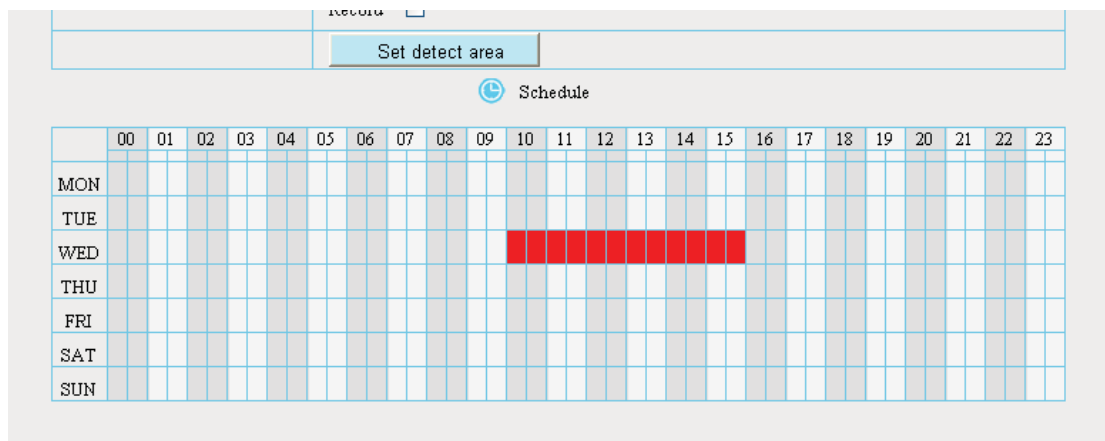 Record
Set detect area
Schedule
00 01 02 03 04 05 06 07 08 09 10 11 12 13 14 15 16 17 18 19 20 21 22 23
MON
TUE
WED
THU
FRI
SAT
SUN